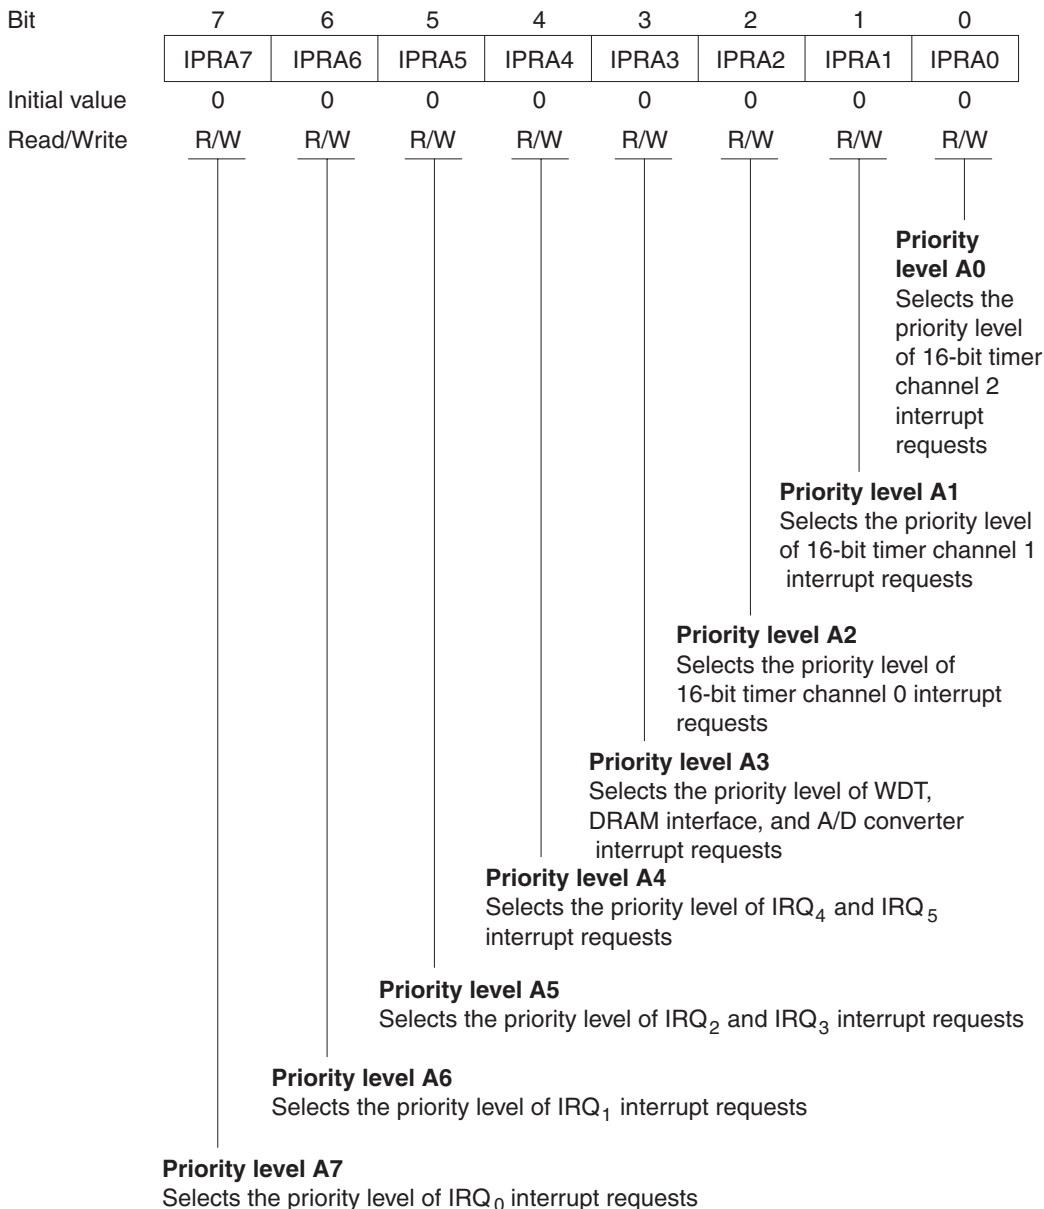 Bit 7 6 5 4 3 2 1 0
IPRA7 IPRA6 IPRA5 IPRA4 IPRA3 IPRA2 IPRA1 IPRA0
Initial value 0 0 0 0 0 0 0 0
Read/Write R/W R/W R/W R/W R/W R/W R/W R/W
Priority
level A0
Selects the
priority level
of 16-bit timer
channel 2
interrupt
requests
Priority level A1
Selects the priority level
of 16-bit timer channel 1
interrupt requests
Priority level A2
Selects the priority level of
16-bit timer channel 0 interrupt
requests
Priority level A3
Selects the priority level of WDT,
DRAM interface, and A/D converter
interrupt requests
Priority level A4
Selects the priority level of IRQ4 and IRQ5
interrupt requests
Priority level A5
Selects the priority level of IRQ2 and IRQ3 interrupt requests
Priority level A6
Selects the priority level of IRQ1 interrupt requests
Priority level A7
Selects the priority level of IRQ0 interrupt requests